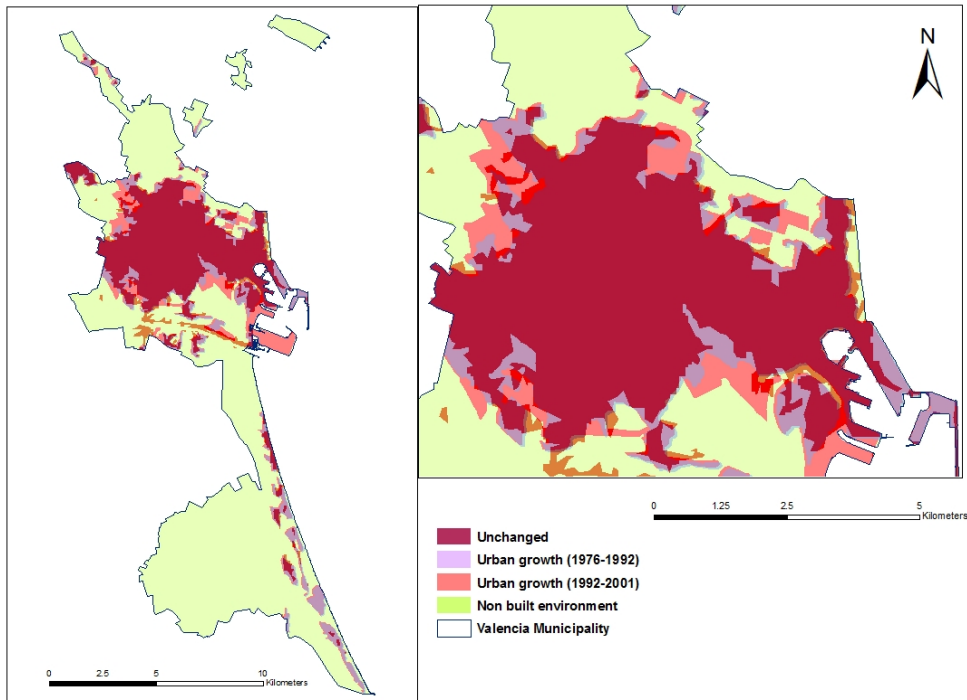 N
0 1.25 2.5 5
Kilometers
Unchanged
Urban growth (1976-1992)
Urban growth (1992-2001)
Non built environment
Valencia Municipality
0 2.5 5 10
Kilometers